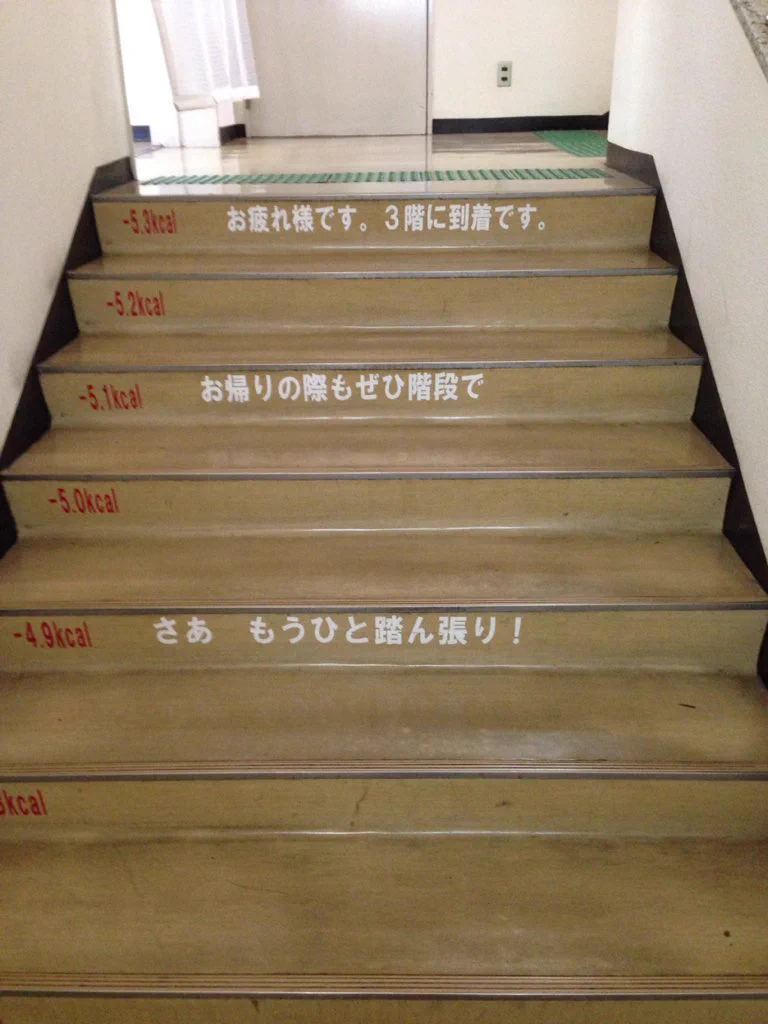 -5.3kcal お疲れ様です。3階に到着です。
-5.2kcal
-5.1kcal お帰りの際もぜひ階段で
-5.0kcal
-4.9kcal さあ　もうひと踏ん張り！
kcal